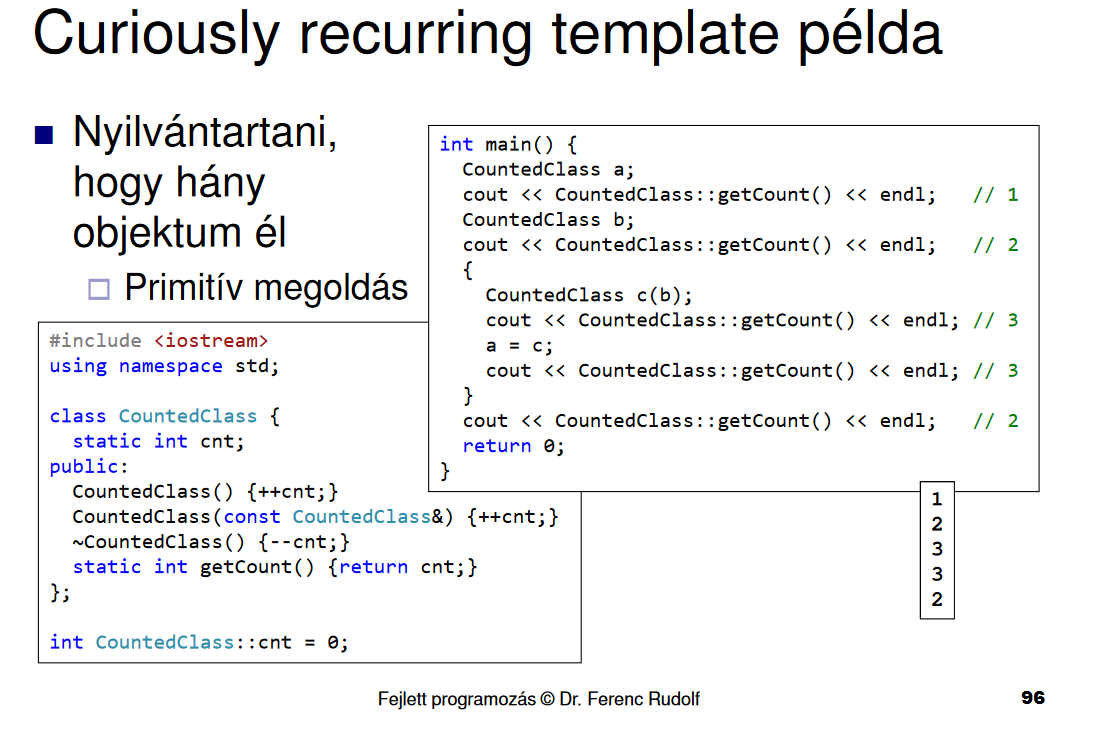 Curiously recurring template példa
Nyilvántartani,
hogy hány
objektum él
Primitív megoldás
#include <iostream>
using namespace std;

class CountedClass {
  static int cnt;
public:
  CountedClass() {++cnt;}
  CountedClass(const CountedClass&) {++cnt;}
  ~CountedClass() {--cnt;}
  static int getCount() {return cnt;}
};

int CountedClass::cnt = 0;
int main() {
  CountedClass a;
  cout << CountedClass::getCount() << endl;   // 1
  CountedClass b;
  cout << CountedClass::getCount() << endl;   // 2
  {
    CountedClass c(b);
    cout << CountedClass::getCount() << endl; // 3
    a = c;
    cout << CountedClass::getCount() << endl; // 3
  }
  cout << CountedClass::getCount() << endl;   // 2
  return 0;
}
1
2
3
3
2
Fejlett programozás © Dr. Ferenc Rudolf
96